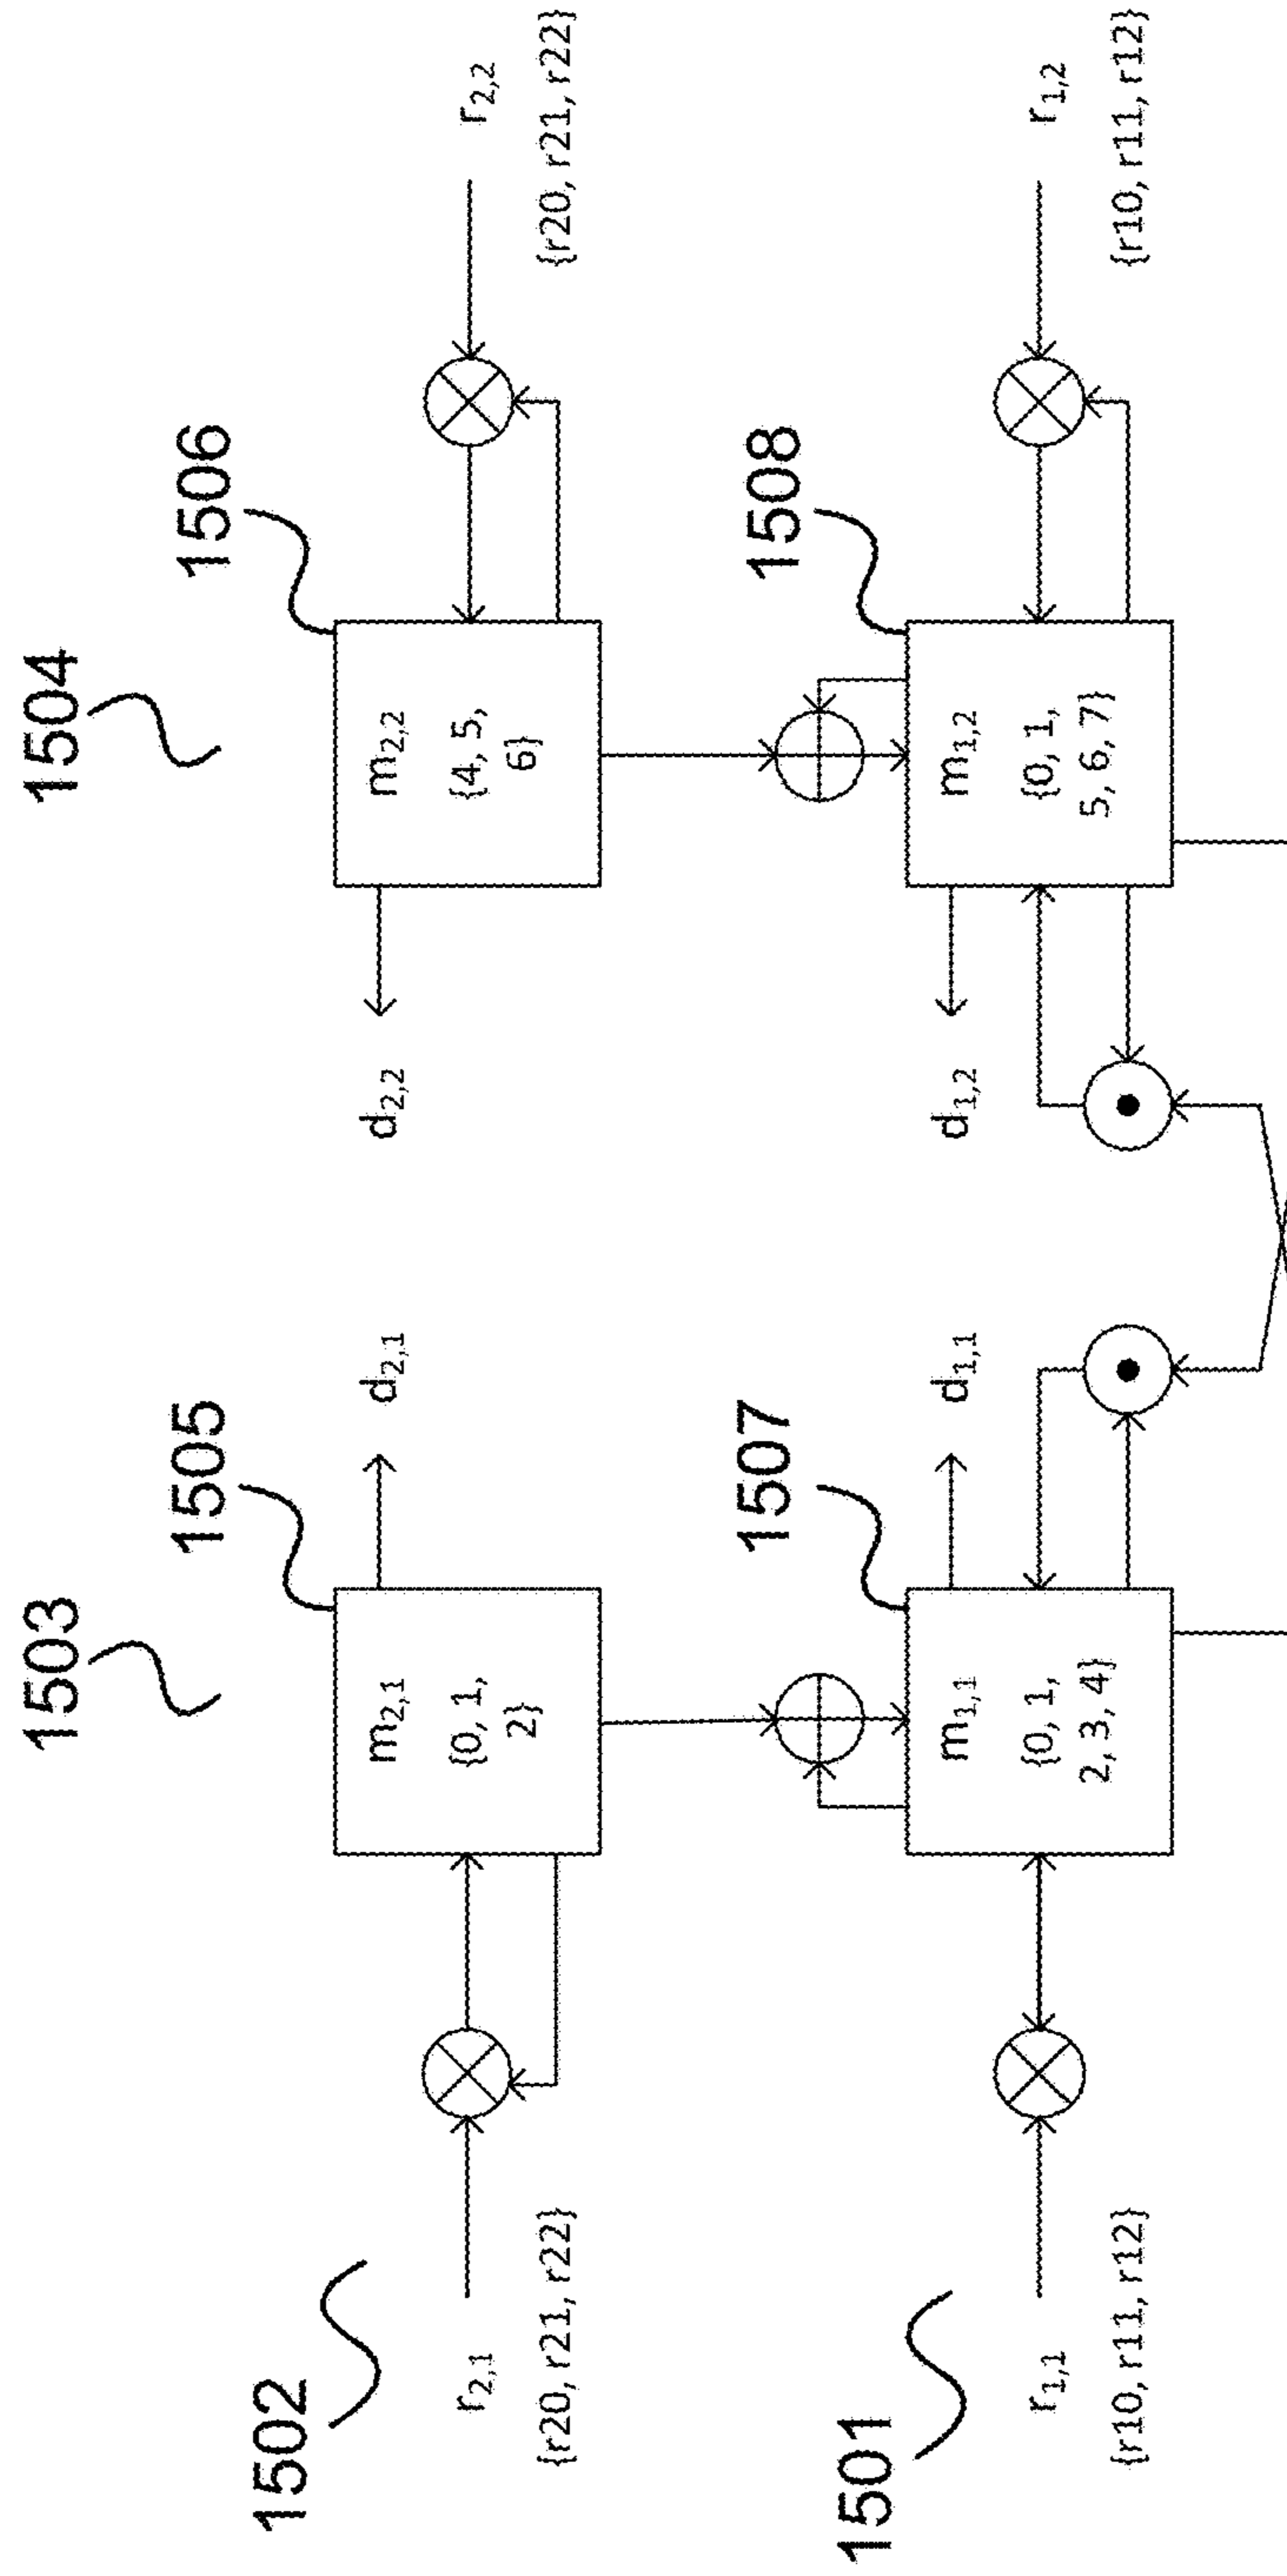 1503
1504
1502
1505
1506
m2,1
{0, 1,
2}
d2,1
d2,2
m2,2
{4, 5,
6}
r2,1
{r20, r21, r22}
r2,2
{r20, r21, r22}
1501
1507
1508
m1,1
{0, 1,
2, 3, 4}
d1,1
d1,2
m1,2
{0, 1,
5, 6, 7}
r1,1
{r10, r11, r12}
r1,2
{r10, r11, r12}